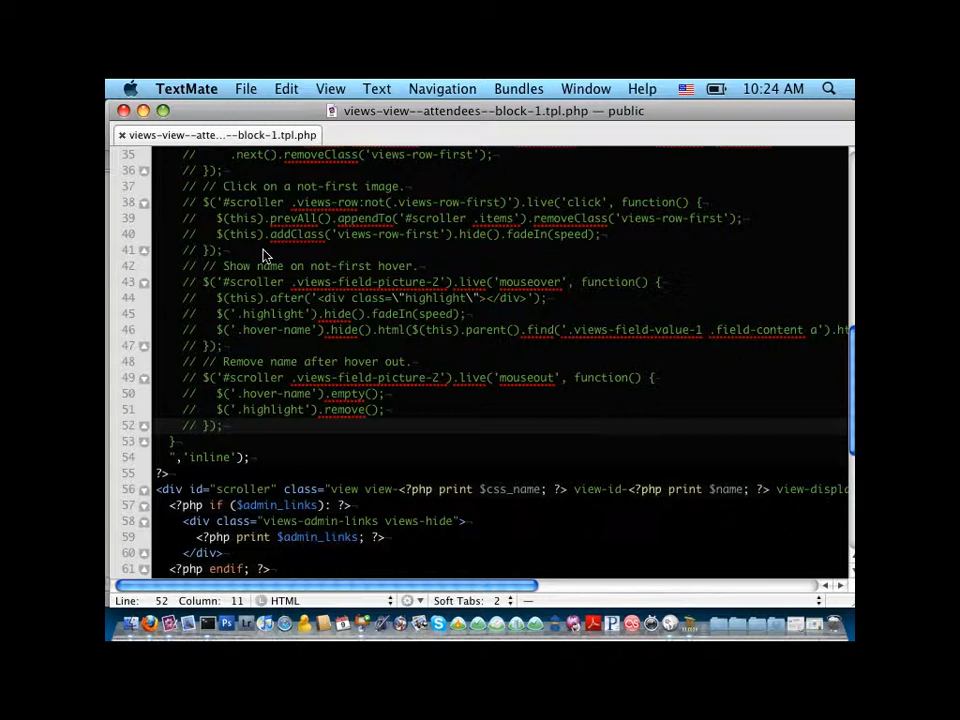 TextMate File Edit View Text Navigation Bundles Window Help 10:24 AM
views-view--attendees--block-1.tpl.php — public
× views-view--atte...--block-1.tpl.php
35 // .next().removeClass('views-row-first');
36 // });
37 // // Click on a not-first image.
38 // $('#scroller .views-row:not(.views-row-first)').live('click', function() {
39 // $(this).prevAll().appendTo('#scroller .items').removeClass('views-row-first');
40 // $(this).addClass('views-row-first').hide().fadeIn(speed);
41 // });
42 // // Show name on not-first hover.
43 // $('#scroller .views-field-picture-2').live('mouseover', function() {
44 // $(this).after('<div class=\"highlight\"></div>');
45 // $('.highlight').hide().fadeIn(speed);
46 // $('.hover-name').hide().html($(this).parent().find('.views-field-value-1 .field-content a').ht
47 // });
48 // // Remove name after hover out.
49 // $('#scroller .views-field-picture-2').live('mouseout', function() {
50 // $('.hover-name').empty();
51 // $('.highlight').remove();
52 // });
53 }
54 ",'inline');
55 ?>
56 <div id="scroller" class="view view-<?php print $css_name; ?> view-id-<?php print $name; ?> view-displa
57 <?php if ($admin_links): ?>
58 <div class="views-admin-links views-hide">
59 <?php print $admin_links; ?>
60 </div>
61 <?php endif; ?>
Line: 52 Column: 11 HTML Soft Tabs: 2 —
Ps Lr